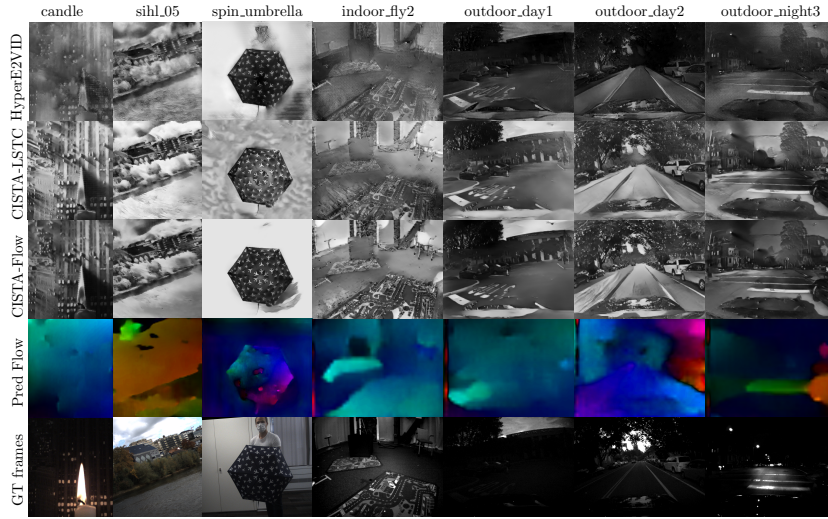 candle sihl_05 spin_umbrella indoor_fly2 outdoor_day1 outdoor_day2 outdoor_night3
HyperE2VID
CISTA-LSTC
CISTA-Flow
Pred Flow
GT frames